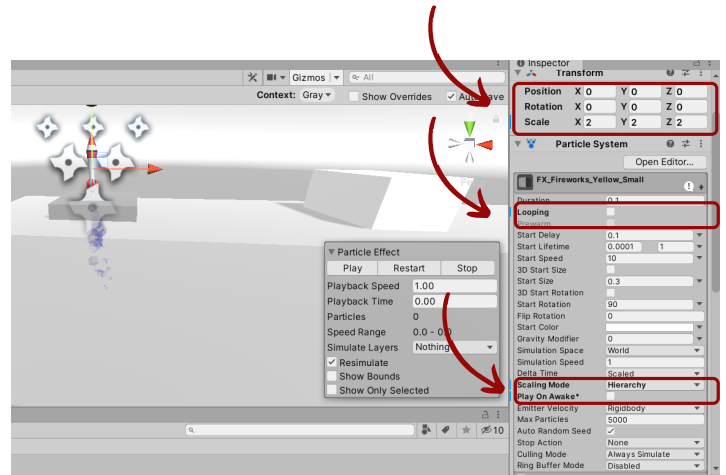 Inspector
Transform
Gizmos
All
Context: Gray
Show Overrides
Position X 0 Y 0 Z 0
Rotation X 0 Y 0 Z 0
Scale X 2 Y 2 Z 2
Particle System
Open Editor...
FX_Fireworks_Yellow_Small
Duration 0.1
Looping
Prewarm
Start Delay 0.1
Start Lifetime 0.0001 1
Start Speed 10
3D Start Size
Start Size 0.3
3D Start Rotation
Start Rotation 90
Flip Rotation 0
Start Color
Gravity Modifier 0
Simulation Space World
Simulation Speed 1
Delta Time Scaled
Scaling Mode Hierarchy
Play On Awake*
Emitter Velocity Rigidbody
Max Particles 5000
Auto Random Seed
Stop Action None
Culling Mode Always Simulate
Ring Buffer Mode Disabled
Particle Effect
Play Restart Stop
Playback Speed 1.00
Playback Time 0.00
Particles 0
Speed Range 0.0 - 0.0
Simulate Layers Nothing
Resimulate
Show Bounds
Show Only Selected
10